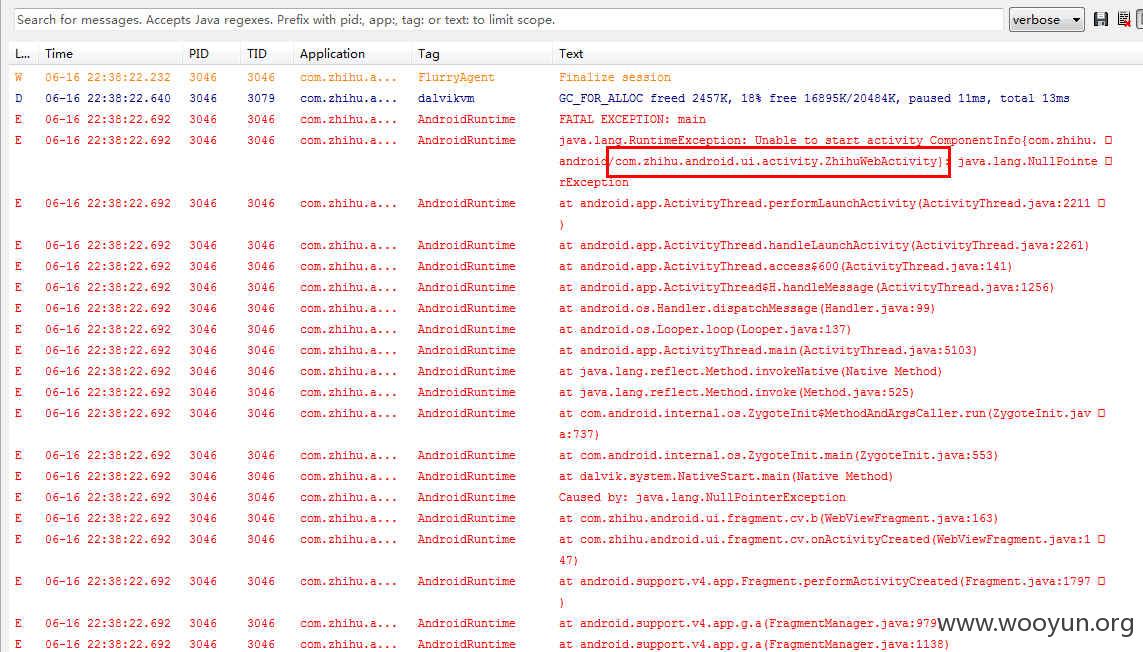 Search for messages. Accepts Java regexes. Prefix with pid:, app:, tag: or text: to limit scope.
verbose
L... Time PID TID Application Tag Text
W 06-16 22:38:22.232 3046 3046 com.zhihu.a... FlurryAgent Finalize session
D 06-16 22:38:22.640 3046 3079 com.zhihu.a... dalvikvm GC_FOR_ALLOC freed 2457K, 18% free 16895K/20484K, paused 11ms, total 13ms
E 06-16 22:38:22.692 3046 3046 com.zhihu.a... AndroidRuntime FATAL EXCEPTION: main
E 06-16 22:38:22.692 3046 3046 com.zhihu.a... AndroidRuntime java.lang.RuntimeException: Unable to start activity ComponentInfo{com.zhihu.
android/com.zhihu.android.ui.activity.ZhihuWebActivity}: java.lang.NullPointe
rException
E 06-16 22:38:22.692 3046 3046 com.zhihu.a... AndroidRuntime at android.app.ActivityThread.performLaunchActivity(ActivityThread.java:2211
)
E 06-16 22:38:22.692 3046 3046 com.zhihu.a... AndroidRuntime at android.app.ActivityThread.handleLaunchActivity(ActivityThread.java:2261)
E 06-16 22:38:22.692 3046 3046 com.zhihu.a... AndroidRuntime at android.app.ActivityThread.access$600(ActivityThread.java:141)
E 06-16 22:38:22.692 3046 3046 com.zhihu.a... AndroidRuntime at android.app.ActivityThread$H.handleMessage(ActivityThread.java:1256)
E 06-16 22:38:22.692 3046 3046 com.zhihu.a... AndroidRuntime at android.os.Handler.dispatchMessage(Handler.java:99)
E 06-16 22:38:22.692 3046 3046 com.zhihu.a... AndroidRuntime at android.os.Looper.loop(Looper.java:137)
E 06-16 22:38:22.692 3046 3046 com.zhihu.a... AndroidRuntime at android.app.ActivityThread.main(ActivityThread.java:5103)
E 06-16 22:38:22.692 3046 3046 com.zhihu.a... AndroidRuntime at java.lang.reflect.Method.invokeNative(Native Method)
E 06-16 22:38:22.692 3046 3046 com.zhihu.a... AndroidRuntime at java.lang.reflect.Method.invoke(Method.java:525)
E 06-16 22:38:22.692 3046 3046 com.zhihu.a... AndroidRuntime at com.android.internal.os.ZygoteInit$MethodAndArgsCaller.run(ZygoteInit.jav
a:737)
E 06-16 22:38:22.692 3046 3046 com.zhihu.a... AndroidRuntime at com.android.internal.os.ZygoteInit.main(ZygoteInit.java:553)
E 06-16 22:38:22.692 3046 3046 com.zhihu.a... AndroidRuntime at dalvik.system.NativeStart.main(Native Method)
E 06-16 22:38:22.692 3046 3046 com.zhihu.a... AndroidRuntime Caused by: java.lang.NullPointerException
E 06-16 22:38:22.692 3046 3046 com.zhihu.a... AndroidRuntime at com.zhihu.android.ui.fragment.cv.b(WebViewFragment.java:163)
E 06-16 22:38:22.692 3046 3046 com.zhihu.a... AndroidRuntime at com.zhihu.android.ui.fragment.cv.onActivityCreated(WebViewFragment.java:1
47)
E 06-16 22:38:22.692 3046 3046 com.zhihu.a... AndroidRuntime at android.support.v4.app.Fragment.performActivityCreated(Fragment.java:1797
)
E 06-16 22:38:22.692 3046 3046 com.zhihu.a... AndroidRuntime at android.support.v4.app.g.a(FragmentManager.java:979
www.wooyun.org
E 06-16 22:38:22.692 3046 3046 com.zhihu.a... AndroidRuntime at android.support.v4.app.g.a(FragmentManager.java:1138)